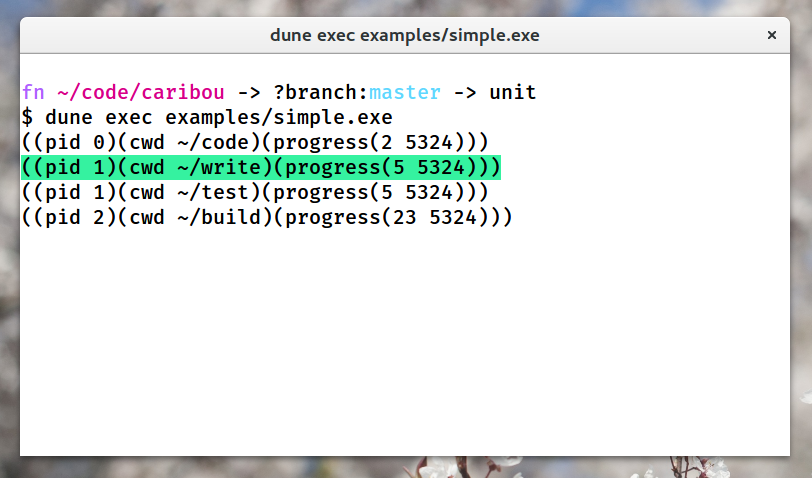 dune exec examples/simple.exe
fn ~/code/caribou -> ?branch:master -> unit
$ dune exec examples/simple.exe
((pid 0)(cwd ~/code)(progress(2 5324)))
((pid 1)(cwd ~/write)(progress(5 5324)))
((pid 1)(cwd ~/test)(progress(5 5324)))
((pid 2)(cwd ~/build)(progress(23 5324)))